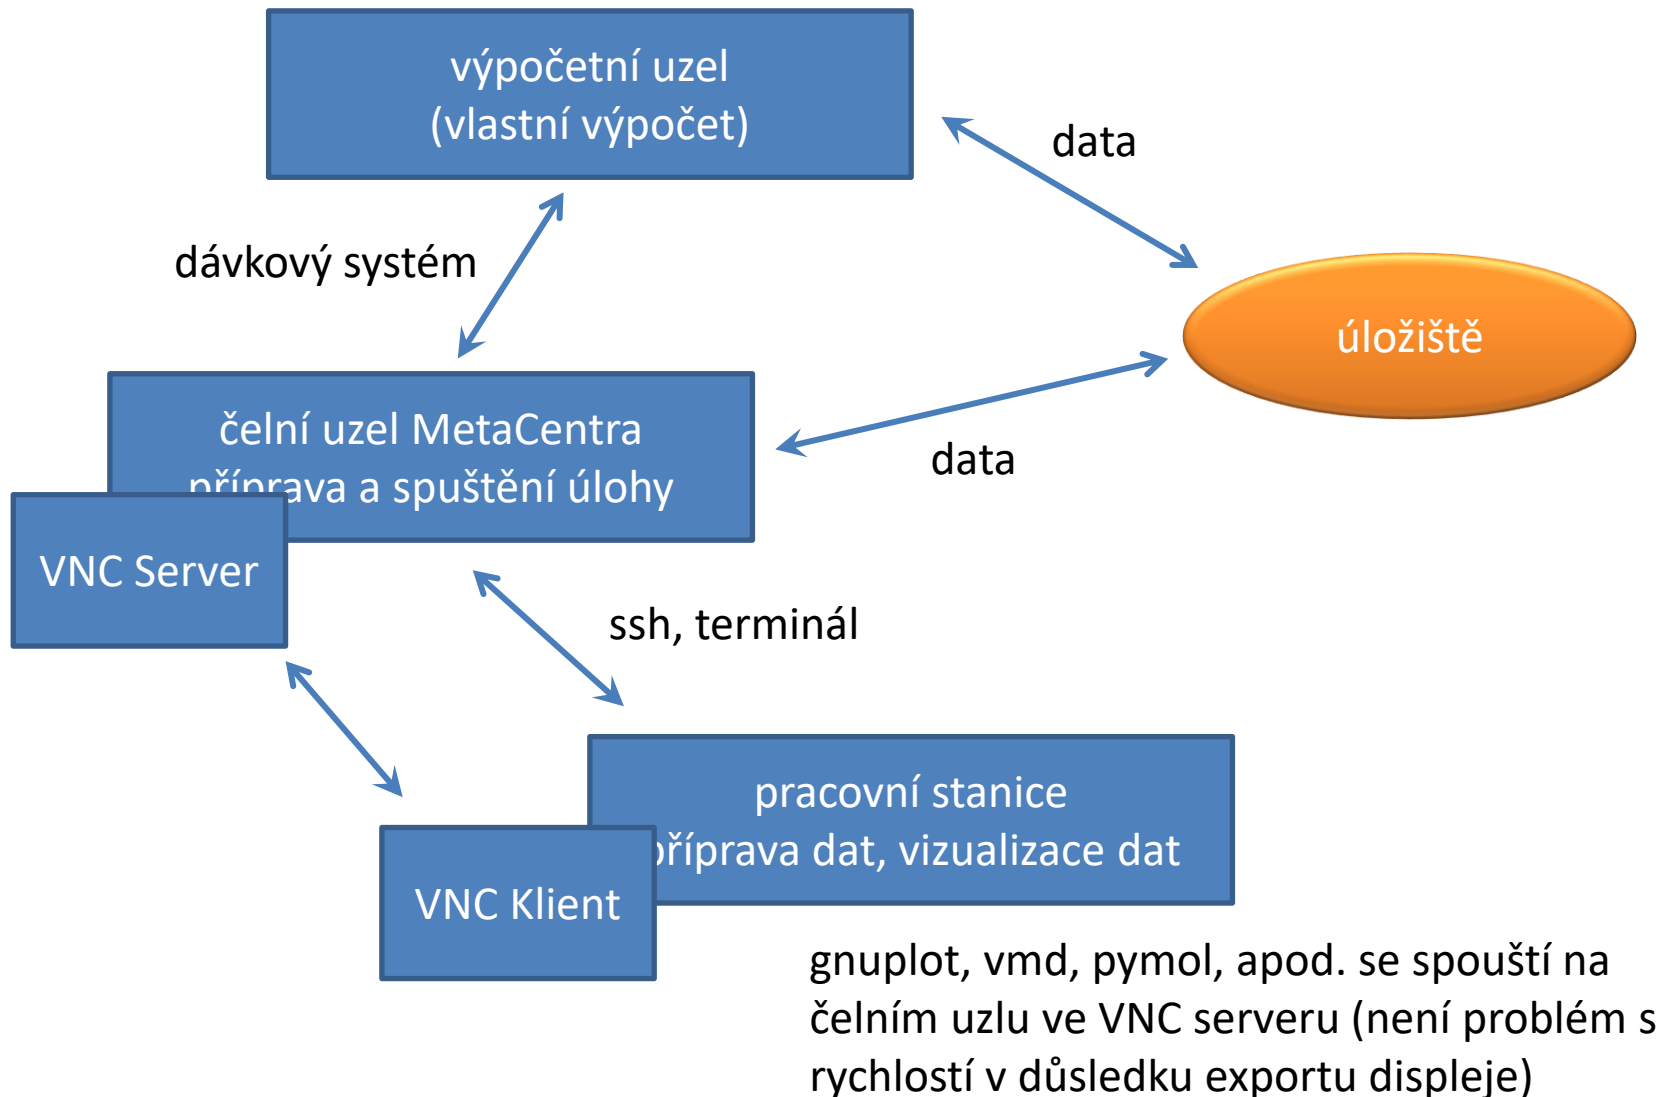 výpočetní uzel
(vlastní výpočet)
data
dávkový systém
úložiště
čelní uzel MetaCentra
příprava a spuštění úlohy
data
VNC Server
ssh, terminál
pracovní stanice
příprava dat, vizualizace dat
VNC Klient
gnuplot, vmd, pymol, apod. se spouští na
čelním uzlu ve VNC serveru (není problém s
rychlostí v důsledku exportu displeje)